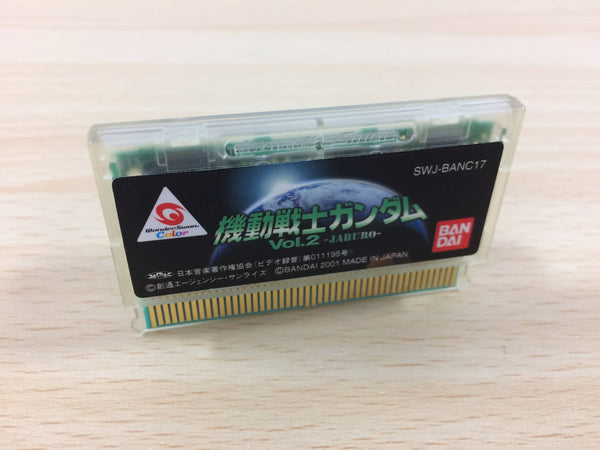 SWJ-BANC17
WonderSwan
Color
機動戦士ガンダム
Vol.2 -JABURO-
BAN
DAI
日本音楽著作権協会(ビデオ録音)第011195号
©創通エージェンシー・サンライズ ©BANDAI 2001 MADE IN JAPAN